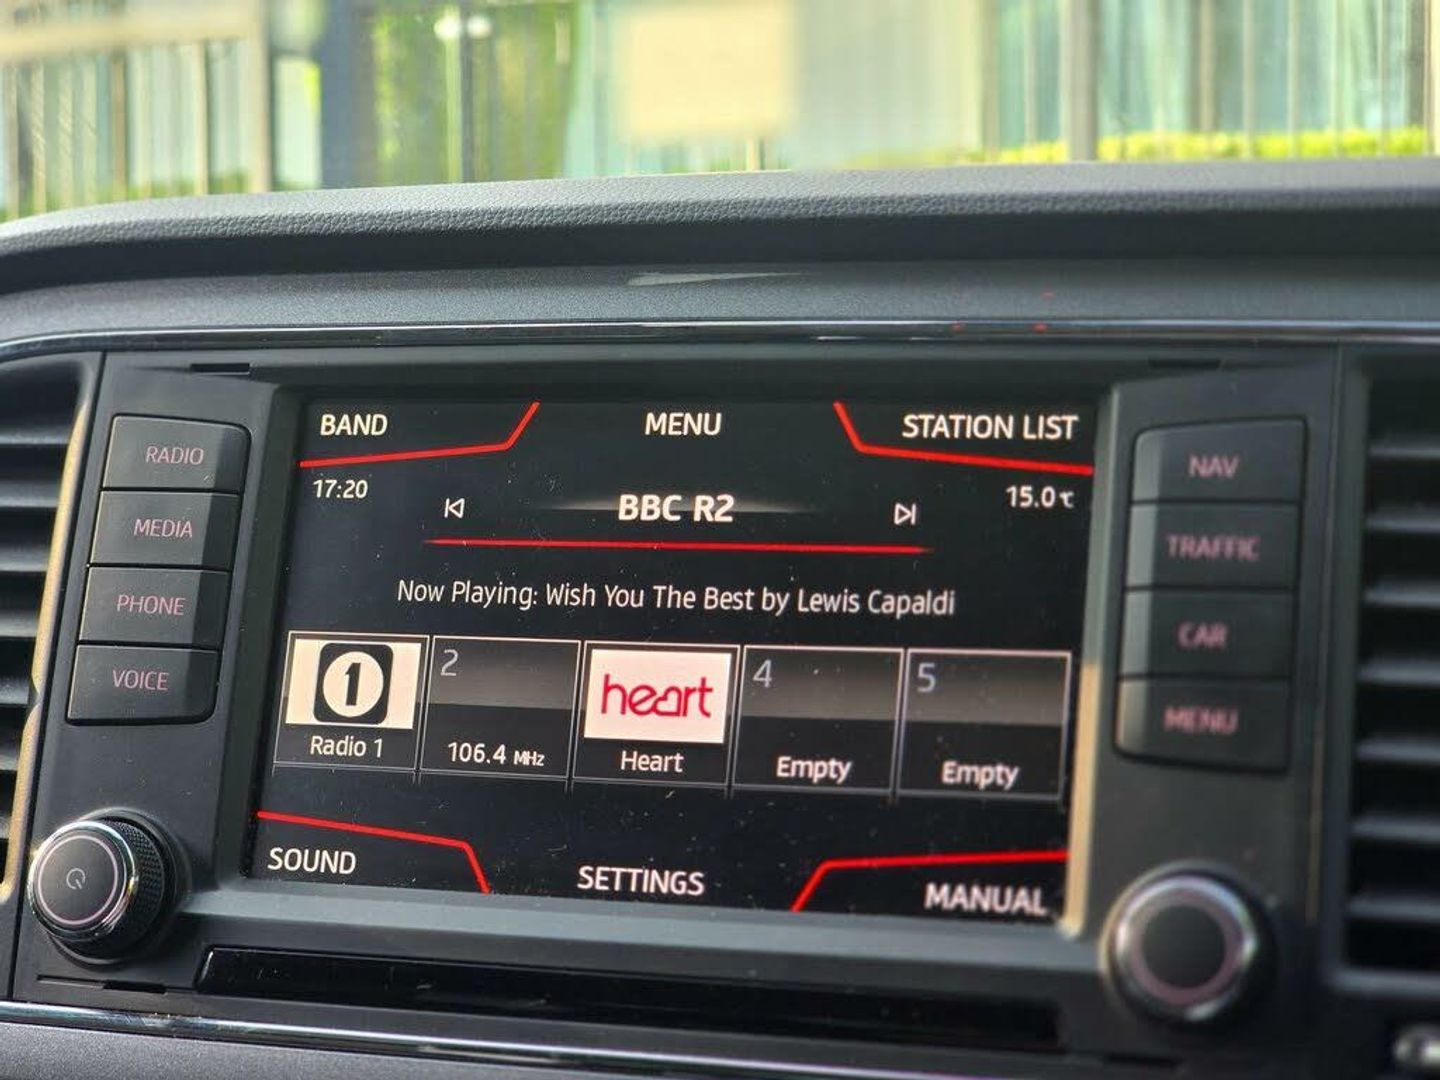 BAND MENU STATION LIST
17:20 BBC R2 15.0 ℃
Now Playing: Wish You The Best by Lewis Capaldi
1 2 heart 4 5
Radio 1 106.4 MHz Heart Empty Empty
SOUND SETTINGS MANUAL
RADIO
MEDIA
PHONE
VOICE
NAV
TRAFFIC
CAR
MENU